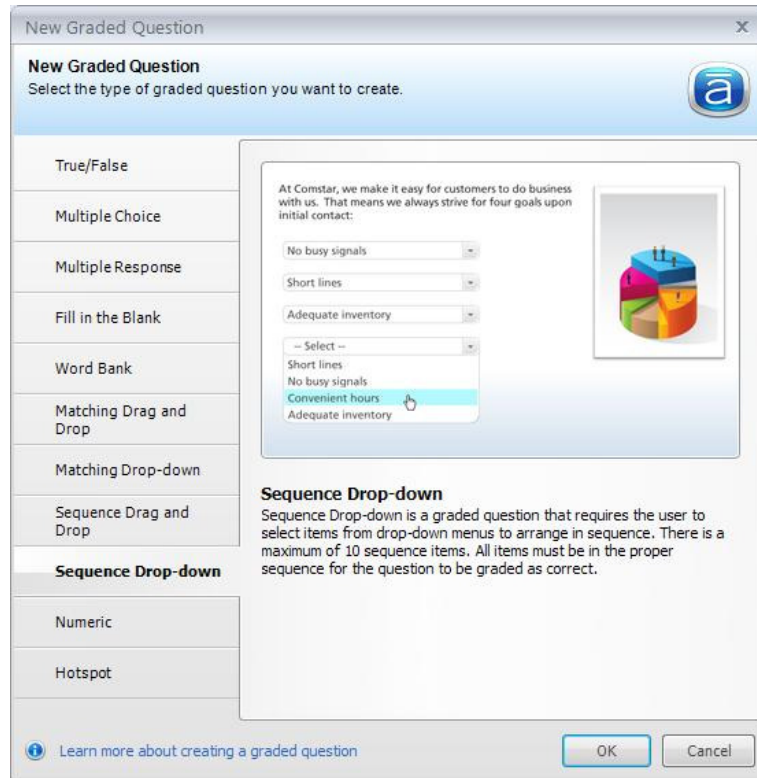 New Graded Question
x
New Graded Question
Select the type of graded question you want to create.
ā
True/False
Multiple Choice
Multiple Response
Fill in the Blank
Word Bank
Matching Drag and
Drop
Matching Drop-down
Sequence Drag and
Drop
Sequence Drop-down
Numeric
Hotspot
At Comstar, we make it easy for customers to do business
with us. That means we always strive for four goals upon
initial contact:
No busy signals
Short lines
Adequate inventory
-- Select --
Short lines
No busy signals
Convenient hours
Adequate inventory
Sequence Drop-down
Sequence Drop-down is a graded question that requires the user to
select items from drop-down menus to arrange in sequence. There is a
maximum of 10 sequence items. All items must be in the proper
sequence for the question to be graded as correct.
Learn more about creating a graded question
OK
Cancel